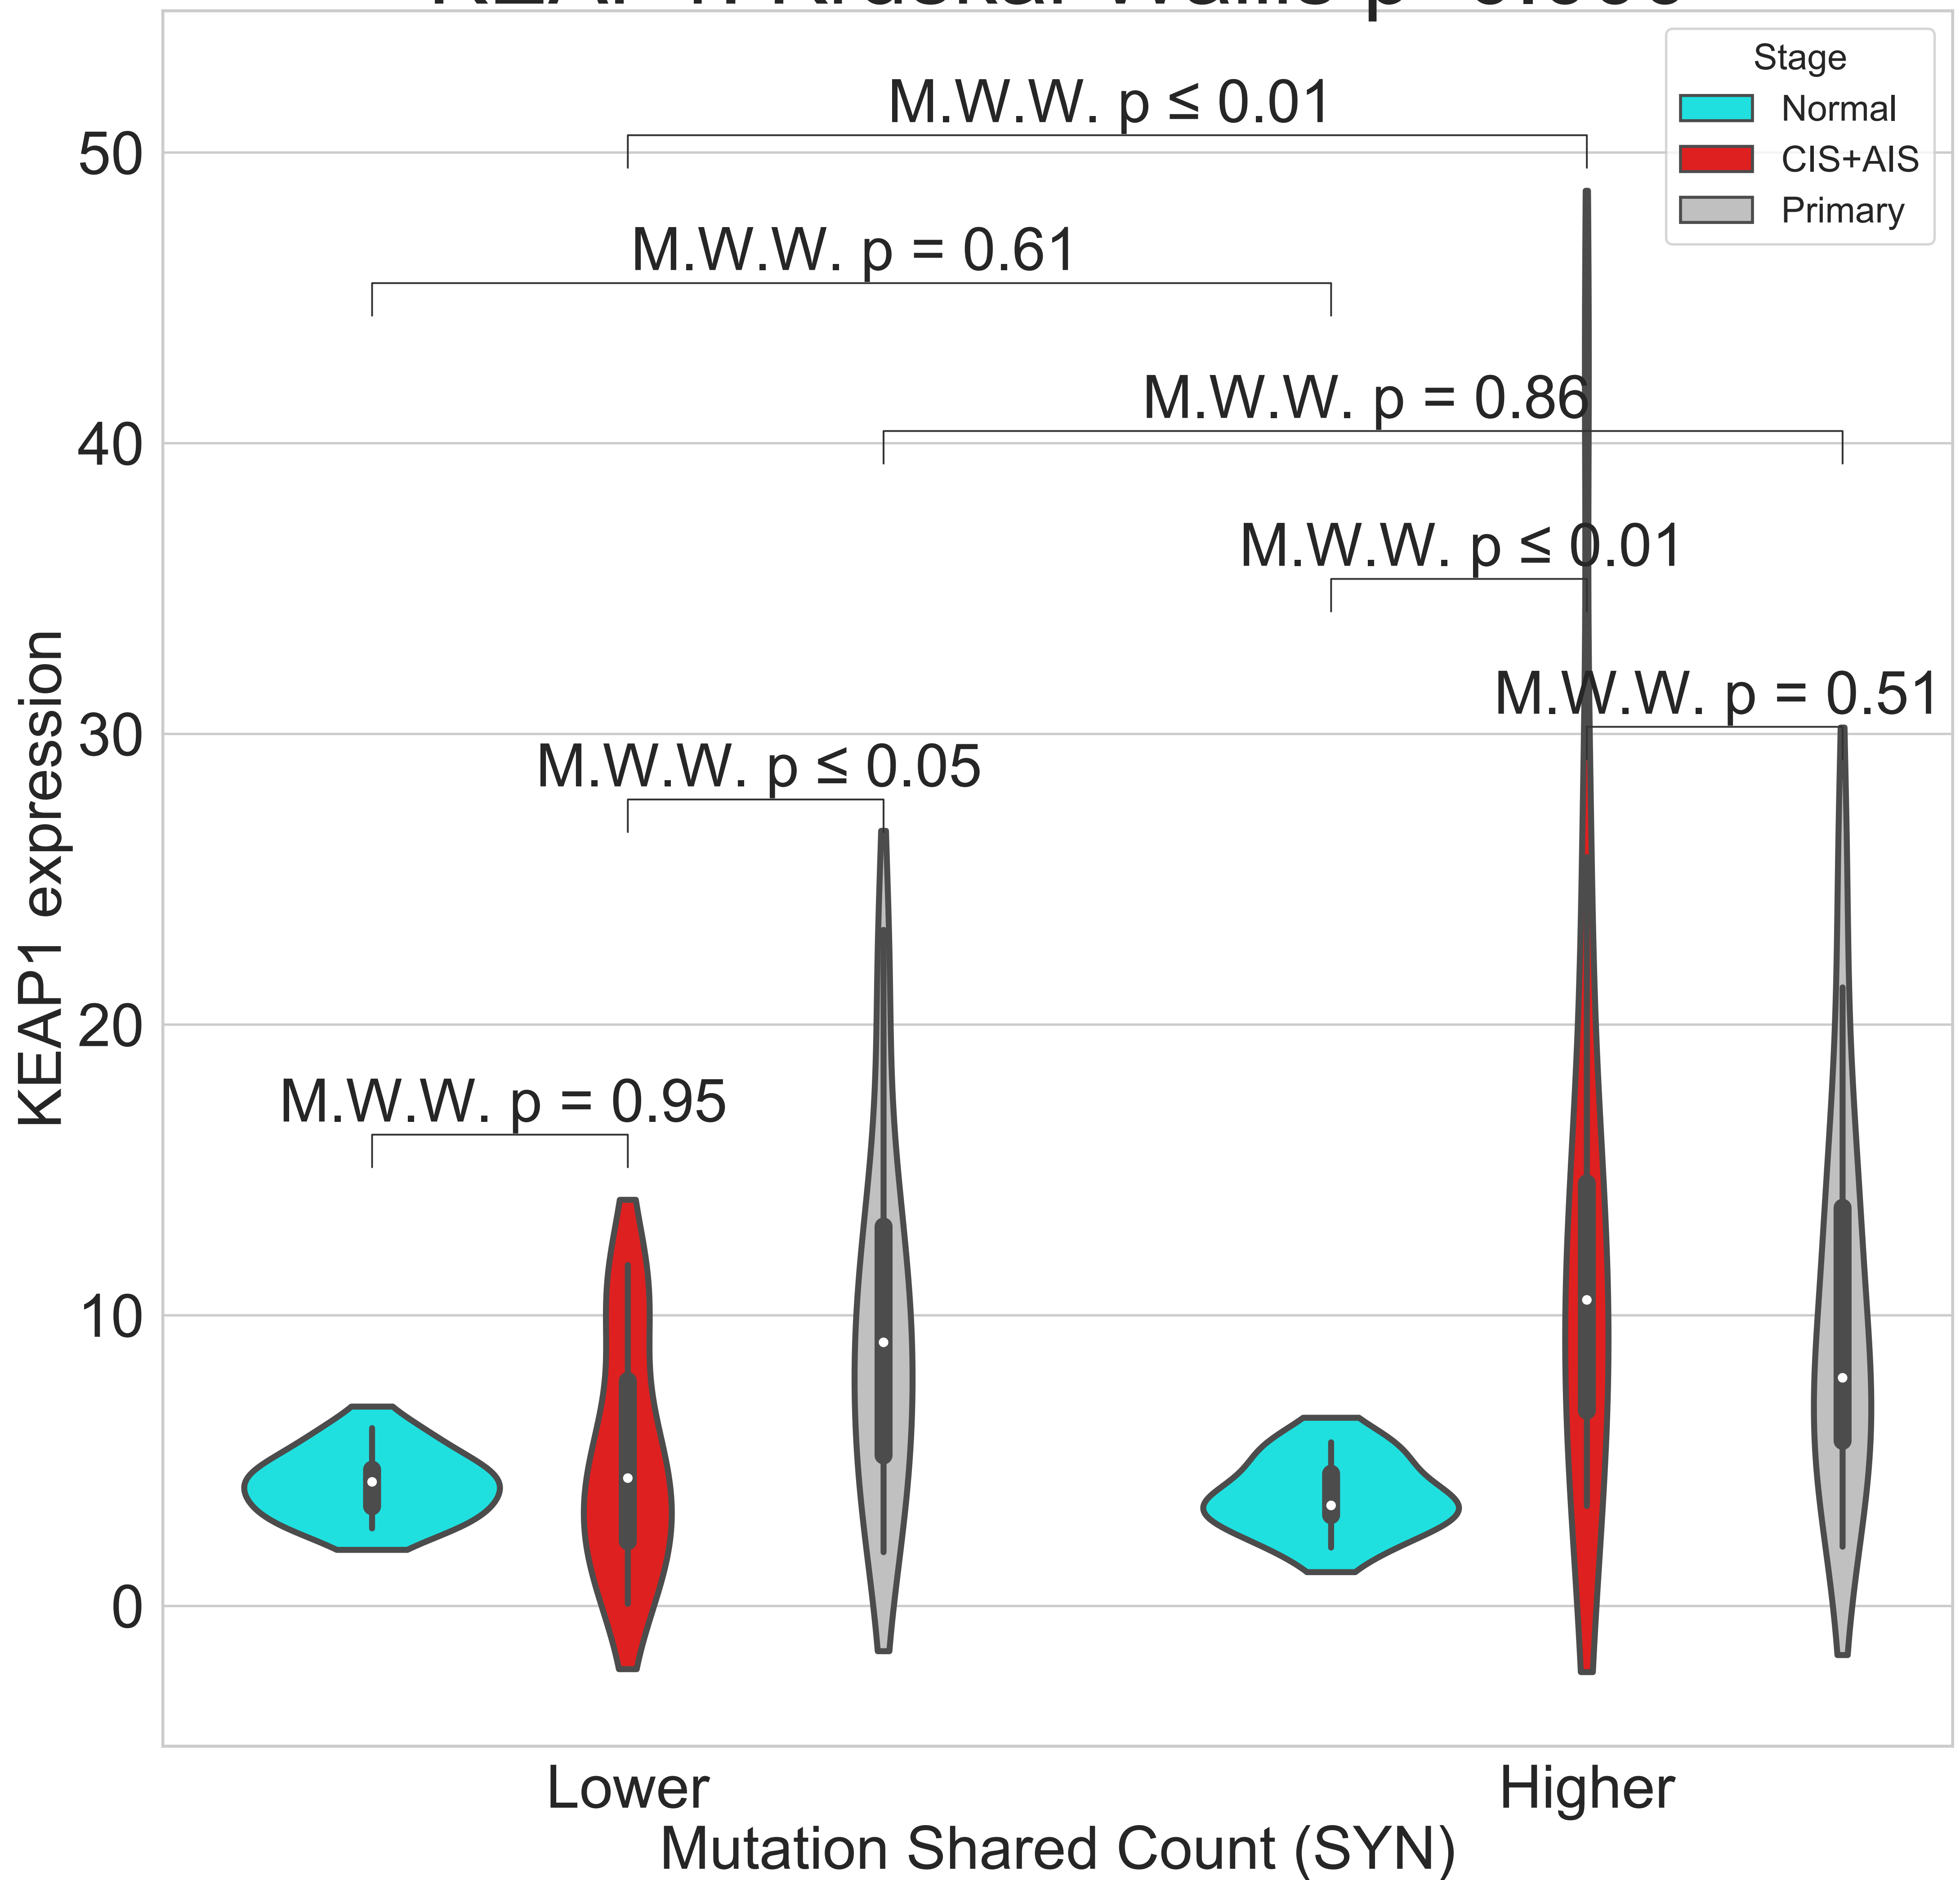 Stage
Normal
CIS+AIS
Primary
M.W.W. p ≤ 0.01
50
M.W.W. p = 0.61
M.W.W. p = 0.86
40
M.W.W. p ≤ 0.01
M.W.W. p = 0.51
30
M.W.W. p ≤ 0.05
KEAP1 expression
20
M.W.W. p = 0.95
10
0
Lower
Higher
Mutation Shared Count (SYN)